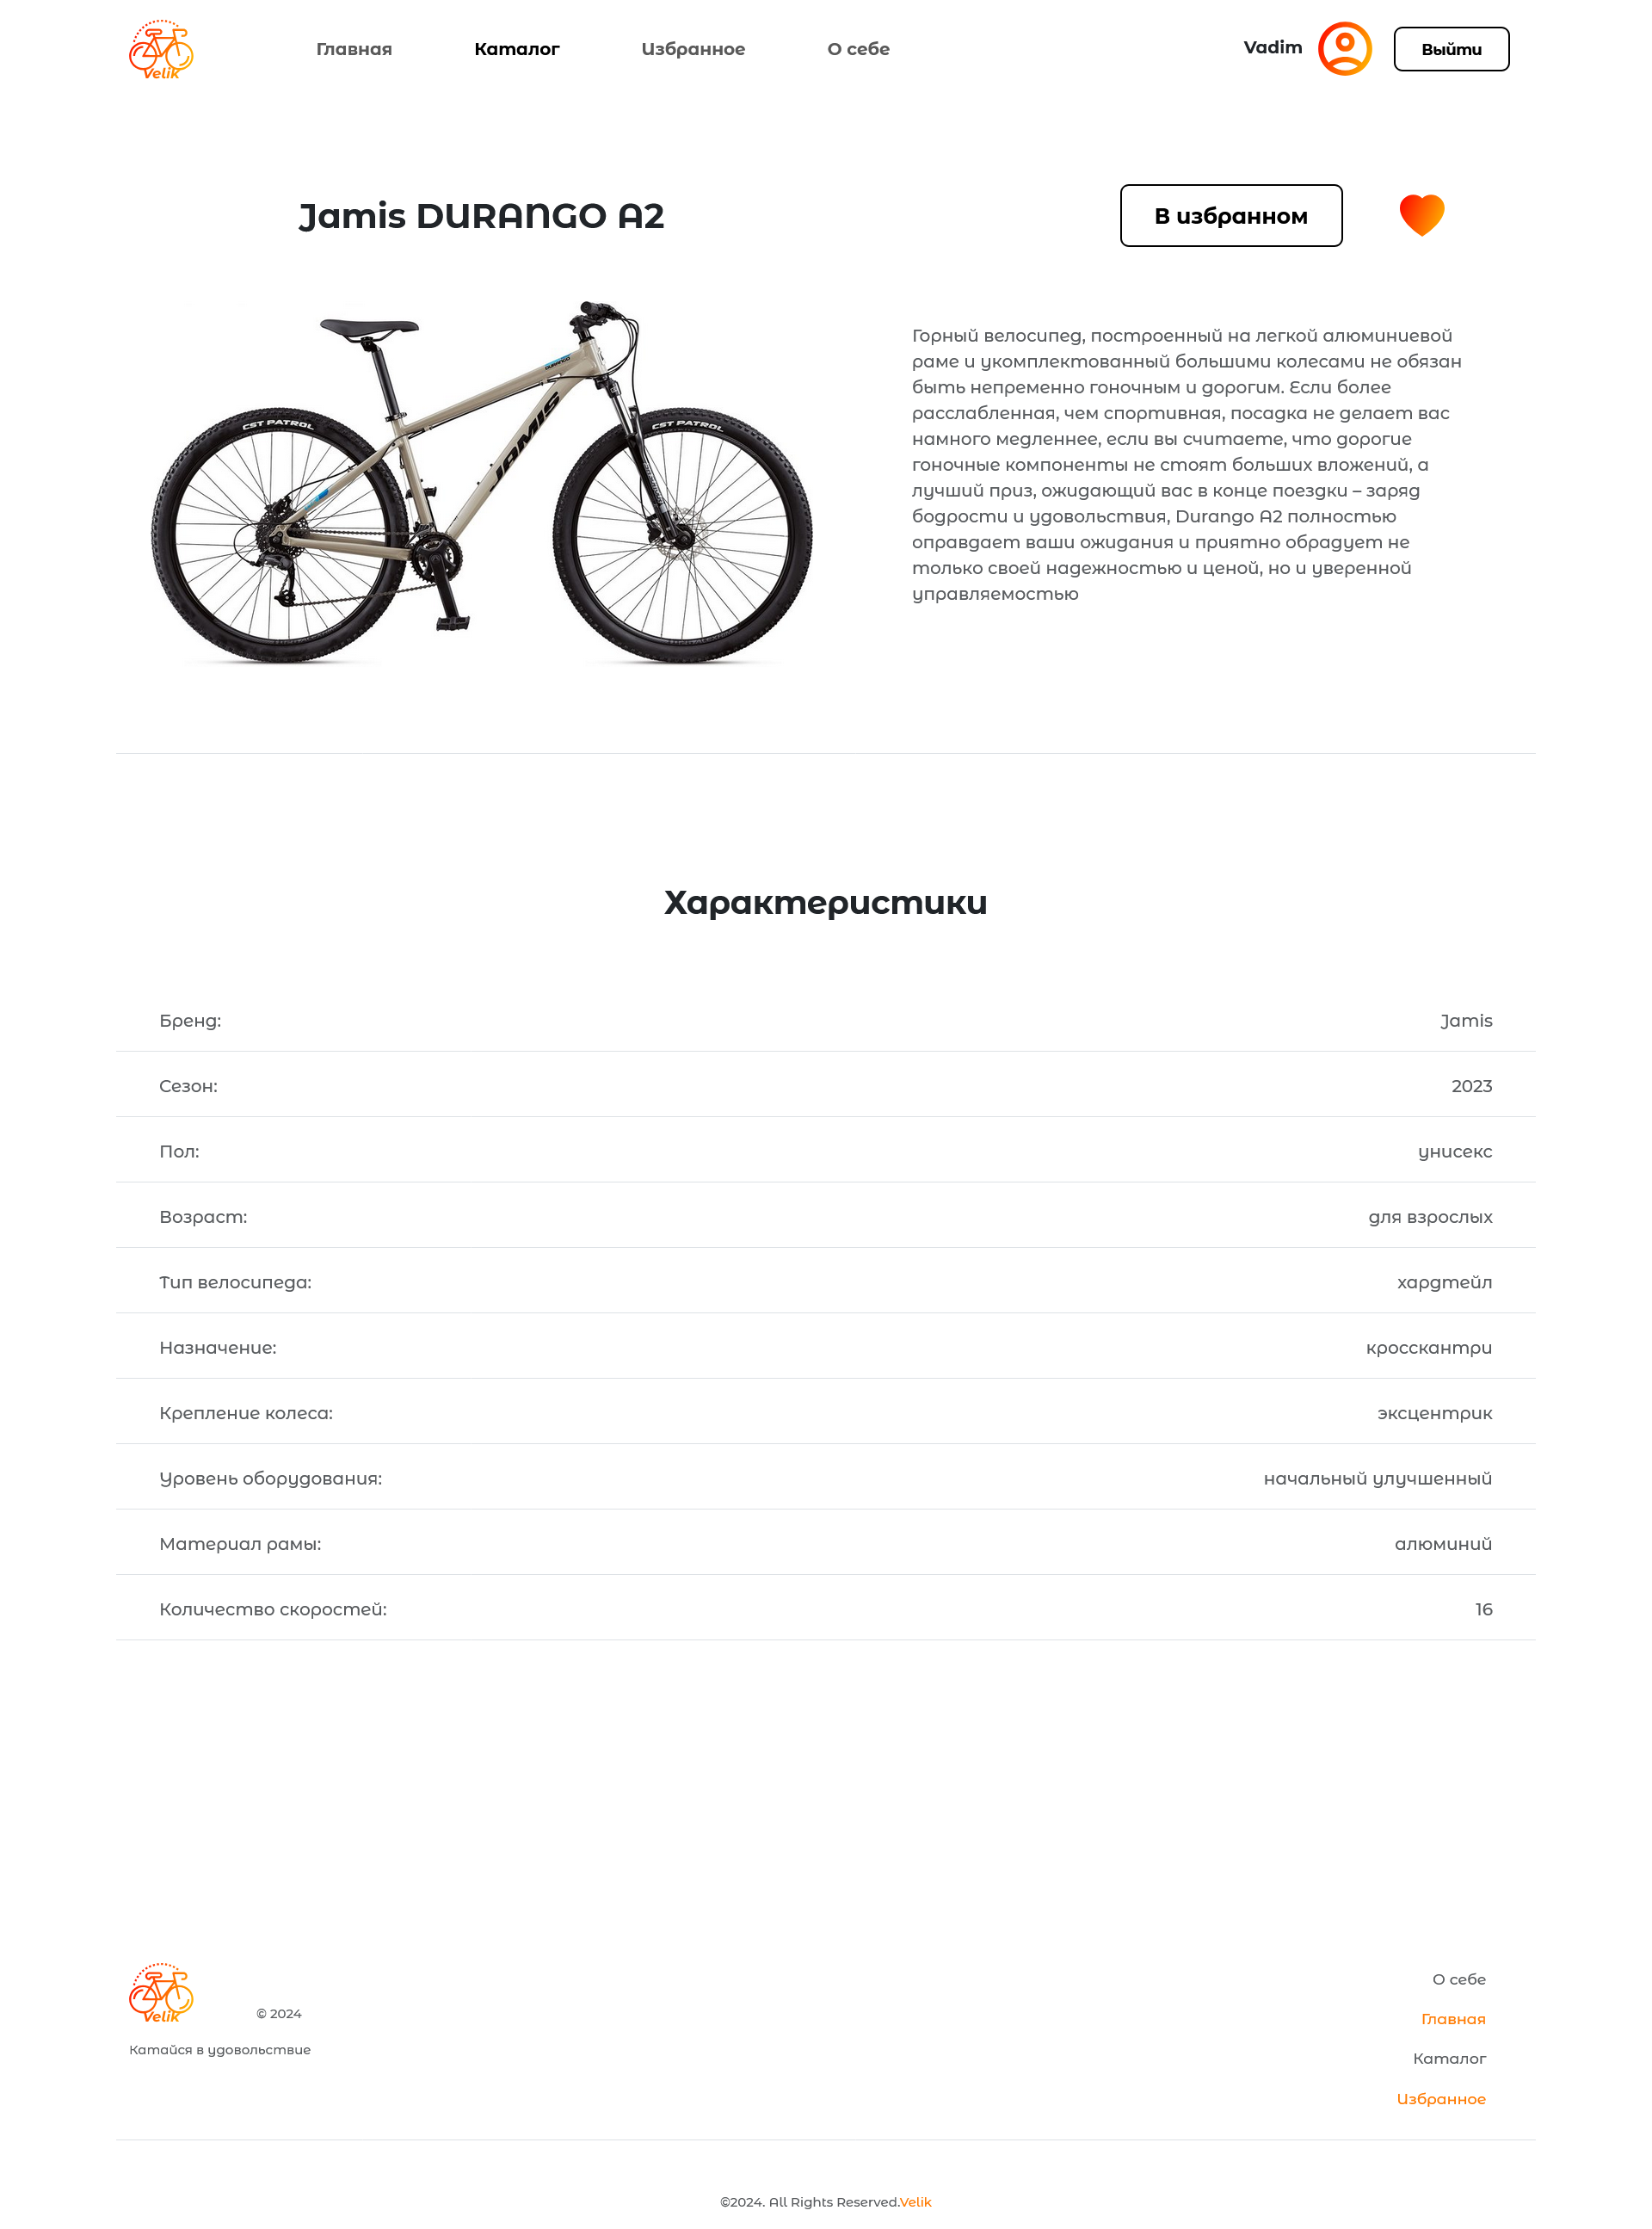 Velik
Главная
Каталог
Избранное
О себе
Vadim
Выйти
Jamis DURANGO A2
В избранном
DURANGO
CST PATROL
CST PATROL
JAMIS
Горный велосипед, построенный на легкой алюминиевой
раме и укомплектованный большими колесами не обязан
быть непременно гоночным и дорогим. Если более
расслабленная, чем спортивная, посадка не делает вас
намного медленнее, если вы считаете, что дорогие
гоночные компоненты не стоят больших вложений, а
лучший приз, ожидающий вас в конце поездки – заряд
бодрости и удовольствия, Durango A2 полностью
оправдает ваши ожидания и приятно обрадует не
только своей надежностью и ценой, но и уверенной
управляемостью
Характеристики
Бренд: Jamis
Сезон: 2023
Пол: унисекс
Возраст: для взрослых
Тип велосипеда: хардтейл
Назначение: кросскантри
Крепление колеса: эксцентрик
Уровень оборудования: начальный улучшенный
Материал рамы: алюминий
Количество скоростей: 16
Velik
© 2024
Катайся в удовольствие
О себе
Главная
Каталог
Избранное
©2024. All Rights Reserved.Velik